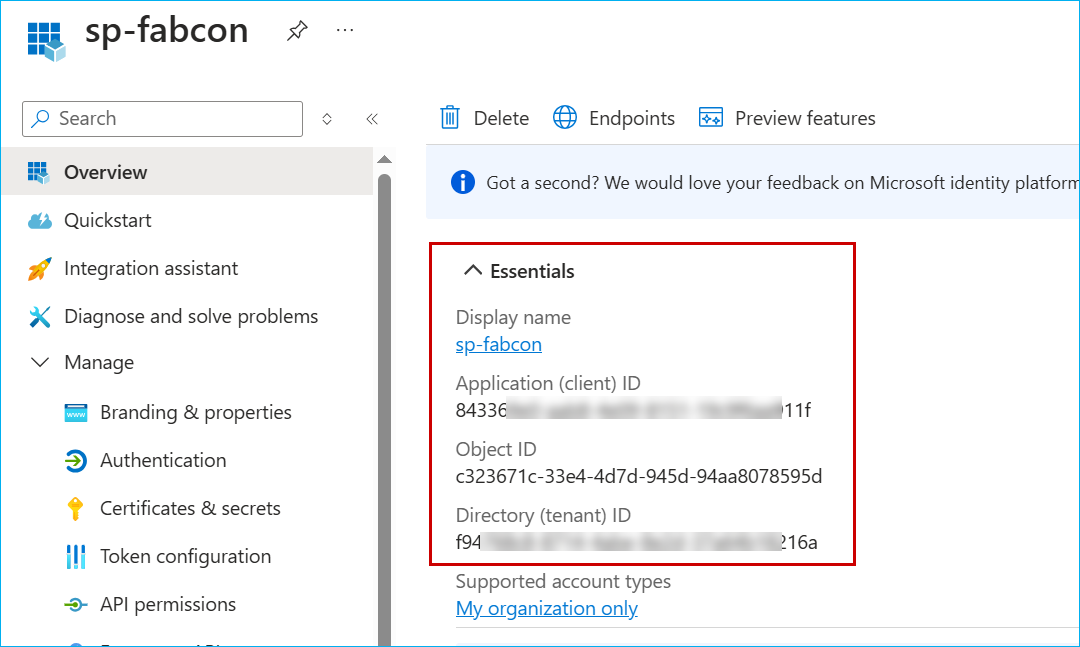 sp-fabcon
Search
Delete
Endpoints
Preview features
Overview
Quickstart
Integration assistant
Diagnose and solve problems
Manage
Branding & properties
www
Authentication
Certificates & secrets
Token configuration
API permissions
Got a second? We would love your feedback on Microsoft identity platform
Essentials
Display name
sp-fabcon
Application (client) ID
84336 911f
Object ID
c323671c-33e4-4d7d-945d-94aa8078595d
Directory (tenant) ID
f94 216a
Supported account types
My organization only